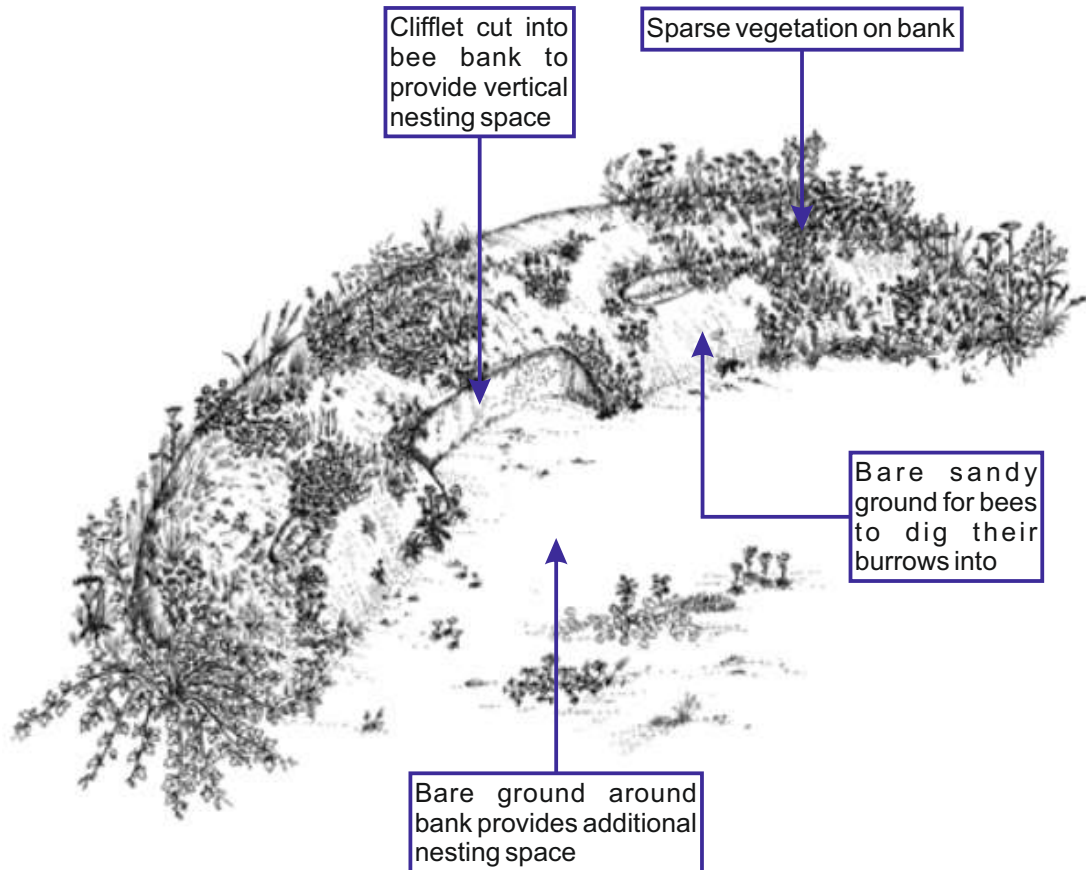 Clifflet cut into
bee bank to
provide vertical
nesting space
Sparse vegetation on bank
Bare sandy
ground for bees
to dig their
burrows into
Bare ground around
bank provides additional
nesting space